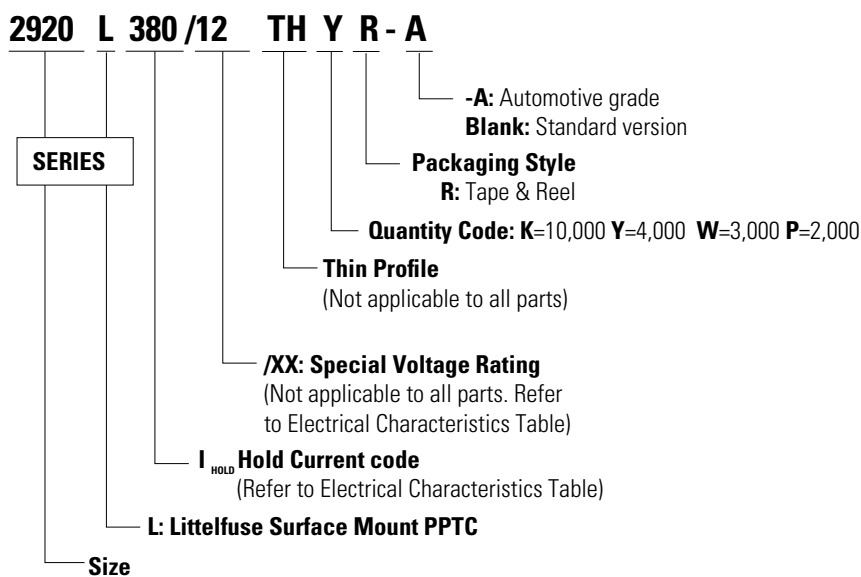 2920 L 380 /12 TH Y R - A
-A: Automotive grade
Blank: Standard version
SERIES
Packaging Style
R: Tape & Reel
Quantity Code: K=10,000 Y=4,000 W=3,000 P=2,000
Thin Profile
(Not applicable to all parts)
/XX: Special Voltage Rating
(Not applicable to all parts. Refer
to Electrical Characteristics Table)
I HOLD Hold Current code
(Refer to Electrical Characteristics Table)
L: Littelfuse Surface Mount PPTC
Size